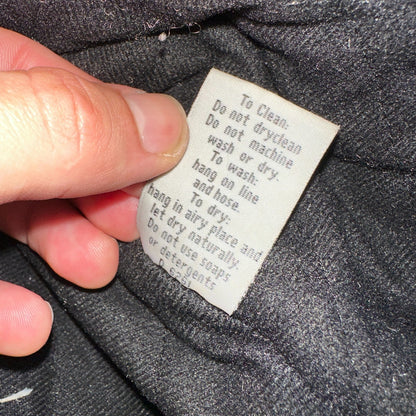 To Clean:
Do not dryclean
Do not machine
wash or dry.
To wash:
hang on line
and hose.
To dry:
hang in airy place and
let dry naturally.
Do not use soaps
or detergents